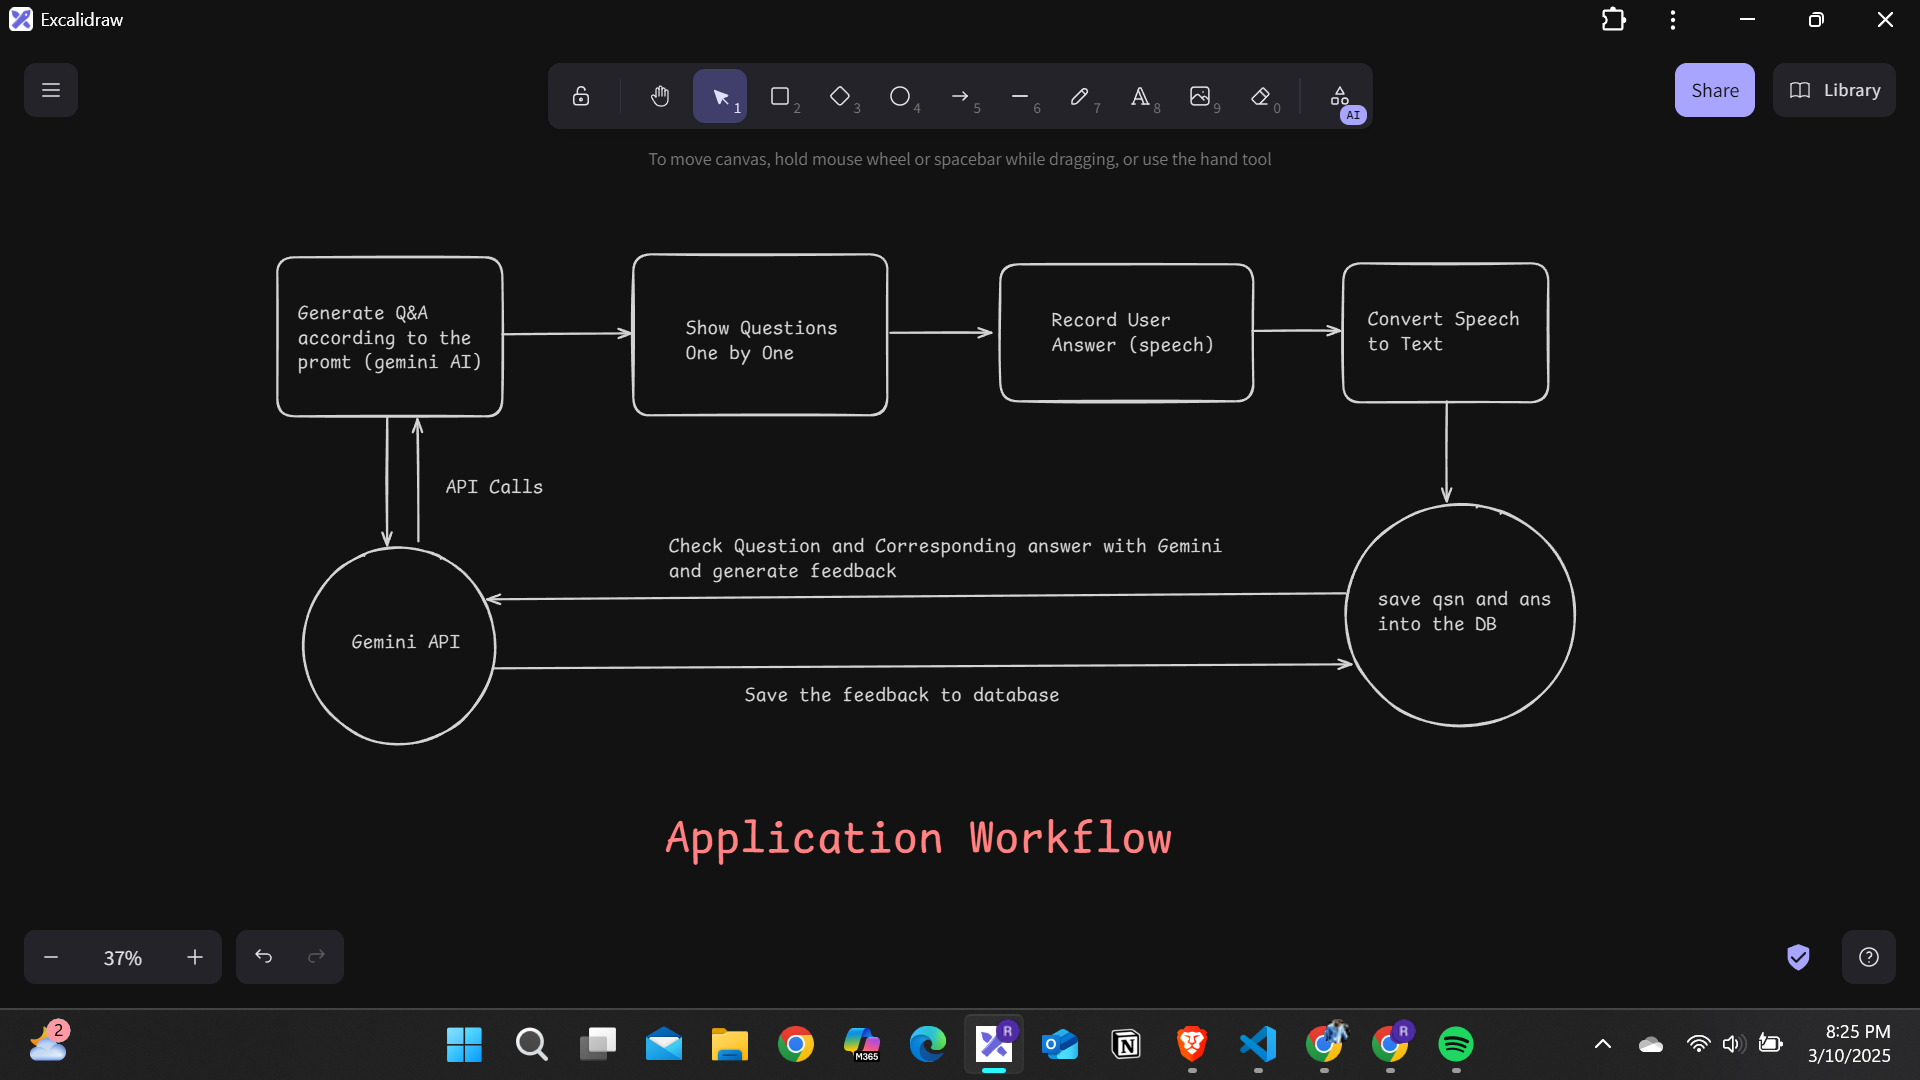 Excalidraw
1
2
3
4
5
6
7
8
9
0
AI
Share
Library
To move canvas, hold mouse wheel or spacebar while dragging, or use the hand tool
Generate Q&A
according to the
promt (gemini AI)
Show Questions
One by One
Record User
Answer (speech)
Convert Speech
to Text
API Calls
Check Question and Corresponding answer with Gemini
and generate feedback
save qsn and ans
into the DB
Gemini API
Save the feedback to database
Application Workflow
37%
2
M365
R
R
8:25 PM
3/10/2025